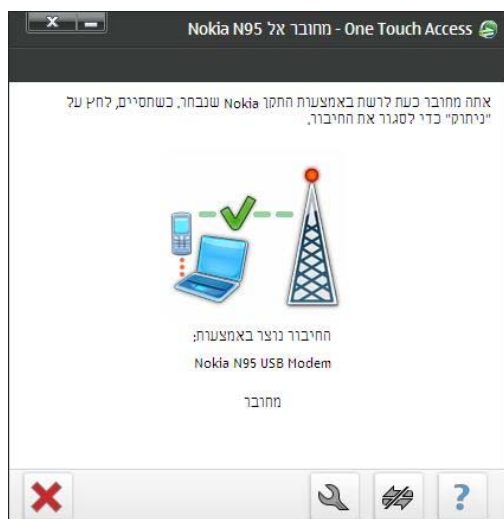 One Touch Access - מחובר אל Nokia N95
אתה מחובר כעת לרשת באמצעות התקן Nokia שנבחר. כשתסיים, לחץ על
"ניתוק" כדי לסגור את החיבור.
החיבור נוצר באמצעות:
Nokia N95 USB Modem
מחובר